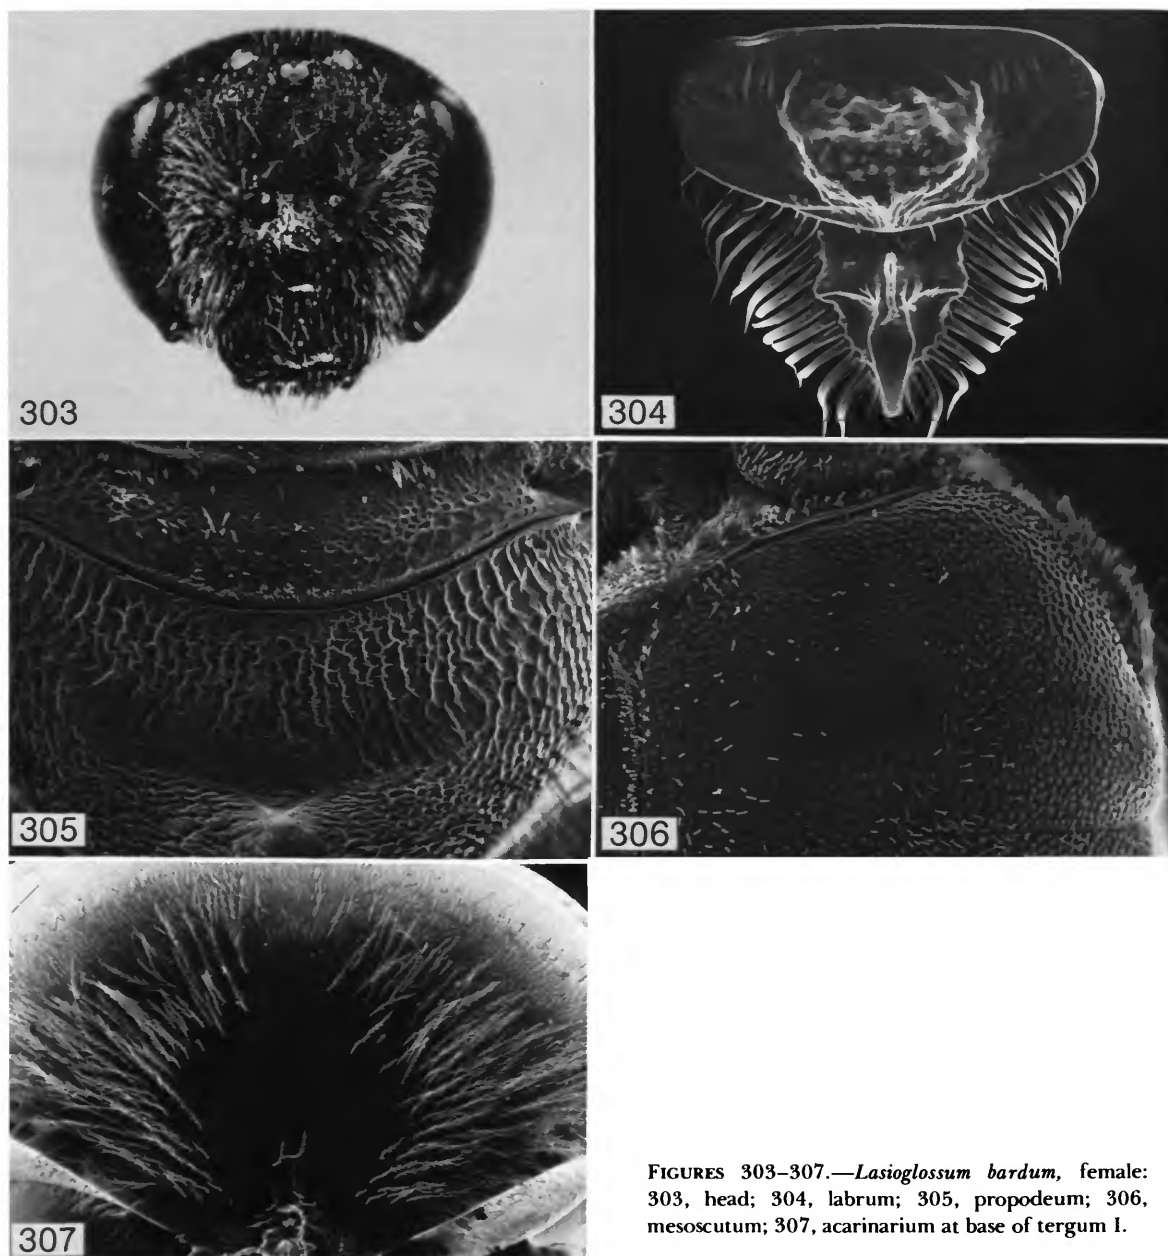 303
304
305
306
307
FIGURES 303–307.—Lasioglossum bardum, female:
303, head; 304, labrum; 305, propodeum; 306,
mesoscutum; 307, acarinarium at base of tergum I.